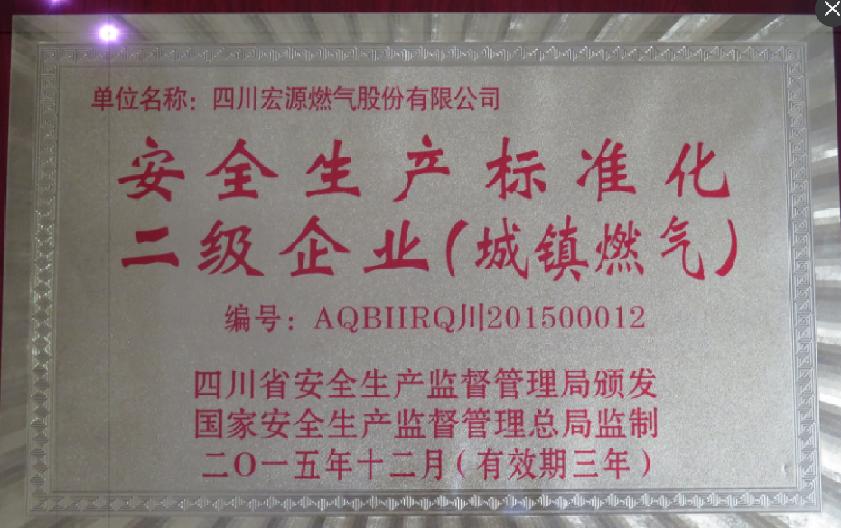 单位名称：四川宏源燃气股份有限公司
安全生产标准化
二级企业(城镇燃气)
编号：AQBIIRQ川201500012
四川省安全生产监督管理局颁发
国家安全生产监督管理总局监制
二O一五年十二月(有效期三年)